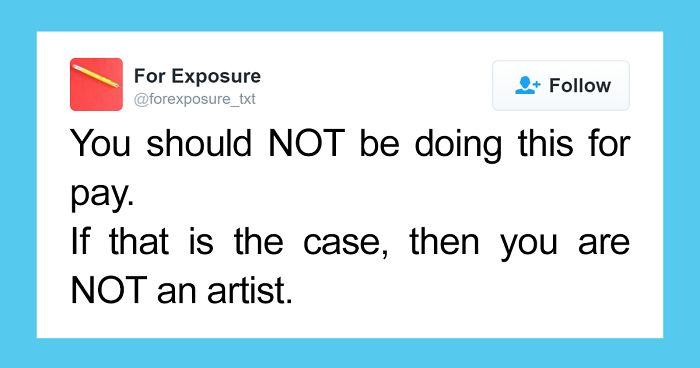 For Exposure
@forexposure_txt
Follow
You should NOT be doing this for
pay.
If that is the case, then you are
NOT an artist.